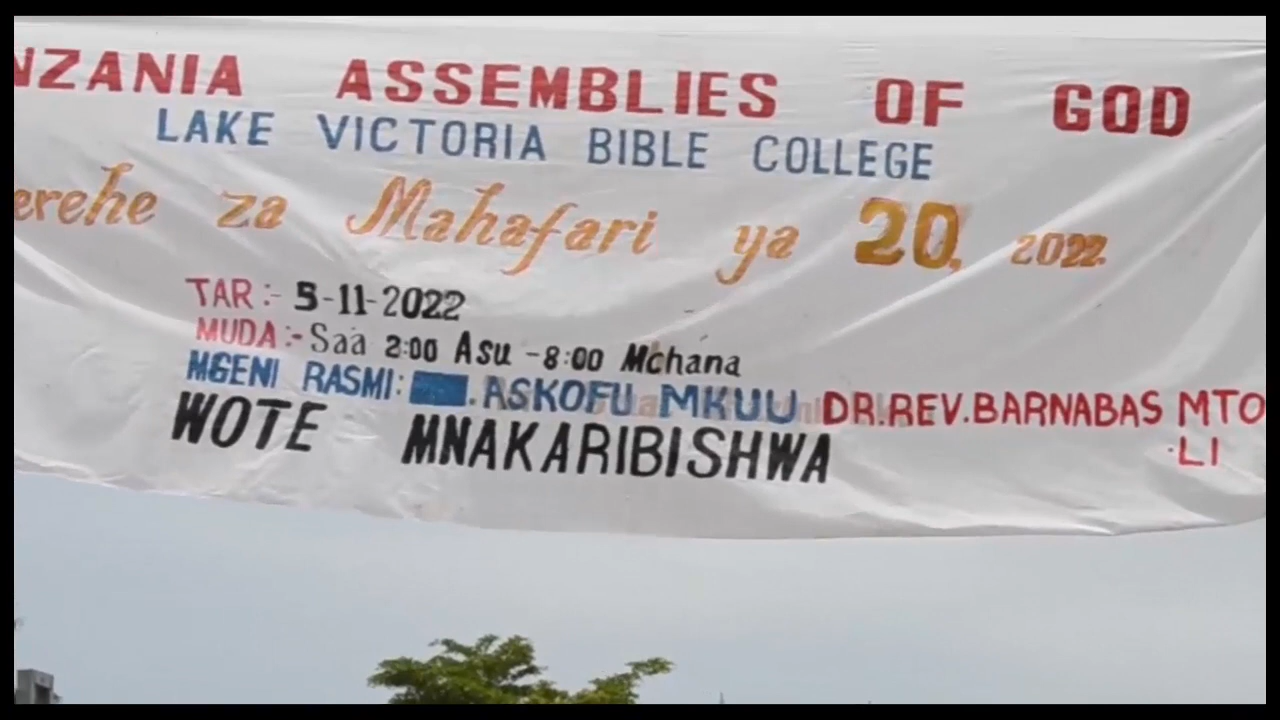 NZANIA ASSEMBLIES OF GOD
LAKE VICTORIA BIBLE COLLEGE
erehe za Mahafari ya 20, 2022
TAR:- 5-11-2022
MUDA:- Saa 2:00 Asu - 8:00 Mchana
MGENI RASMI: . ASKOFU MKUU DR.REV.BARNABAS MTO
LI
WOTE MNAKARIBISHWA